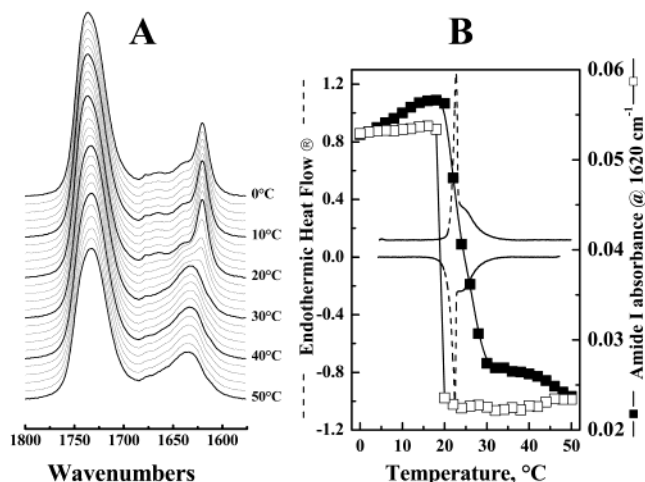 A
0°C
10°C
20°C
30°C
40°C
50°C
1800 1750 1700 1650 1600
Wavenumbers
B
Endothermic Heat Flow ®
1.2
0.8
0.4
0.0
-0.4
-0.8
-1.2
0 10 20 30 40 50
Temperature, °C
0.06
0.05
0.04
0.03
0.02
Amide I absorbance @ 1620 cm-1